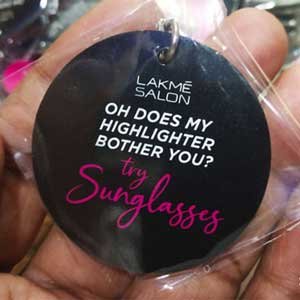 LAKMÉ
SALON
OH DOES MY
HIGHLIGHTER
BOTHER YOU?
try
Sunglasses